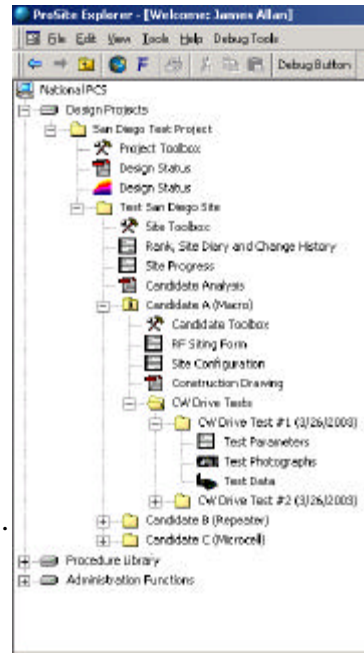 ProSite Explorer - [Welcome: James Allan]
File Edit View Tools Help Debug Tools
F Debug Button
National PCS
Design Projects
San Diego Test Project
Project Toolbox
Design Status
Design Status
Test San Diego Site
Site Toolbox
Rank, Site Diary and Change History
Site Progress
Candidate Analysis
Candidate A (Macro)
Candidate Toolbox
RF Siting Form
Site Configuration
Construction Drawing
CW Drive Tests
CW Drive Test #1 (3/26/2003)
Test Parameters
Test Photographs
Test Data
CW Drive Test #2 (3/26/2003)
Candidate B (Repeater)
Candidate C (Microcell)
Procedure Library
Administration Functions